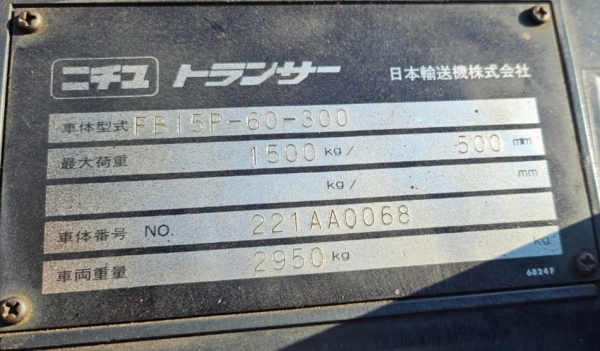 ニチユ トランサー 日本輸送機株式会社
車体型式 FB15P-60-300
最大荷重 1500 kg/ 500 mm
kg/ mm
車体番号 NO. 221AA0068
車両重量 2950 kg kg
6824F